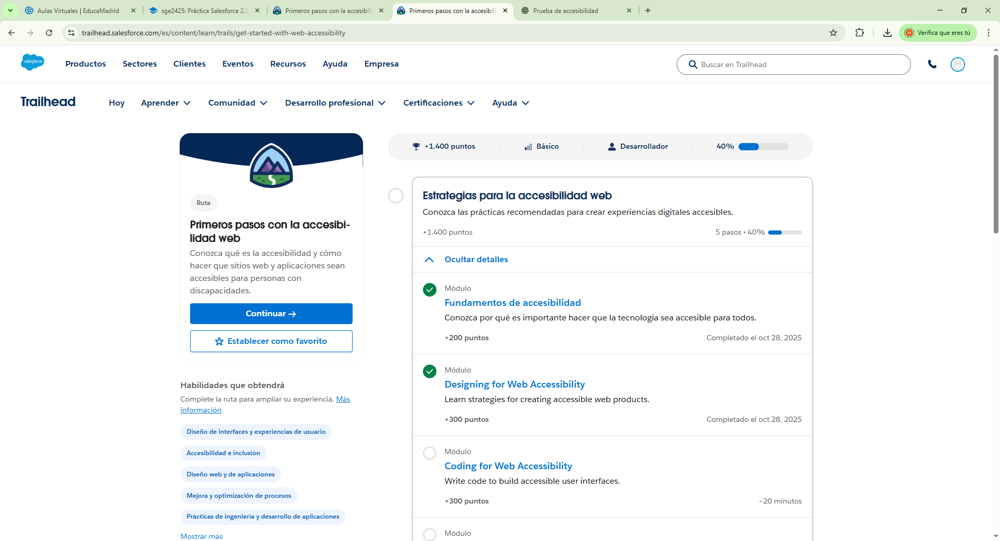 Aulas Virtuales | EducaMadrid
sge2425: Práctica Salesforce 2.3
Primeros pasos con la accesibili
Primeros pasos con la accesibili
Prueba de accesibilidad
trailhead.salesforce.com/es/content/learn/trails/get-started-with-web-accessibility
M
Verifica que eres tú
salesforce
Productos
Sectores
Clientes
Eventos
Recursos
Ayuda
Empresa
Buscar en Trailhead
Trailhead
Hoy
Aprender
Comunidad
Desarrollo profesional
Certificaciones
Ayuda
Ruta
Primeros pasos con la accesibi-
lidad web
Conozca qué es la accesibilidad y cómo
hacer que sitios web y aplicaciones sean
accesibles para personas con
discapacidades.
Continuar
Establecer como favorito
Habilidades que obtendrá
Complete la ruta para ampliar su experiencia. Más
información
Diseño de interfaces y experiencias de usuario
Accesibilidad e inclusión
Diseño web y de aplicaciones
Mejora y optimización de procesos
Prácticas de ingeniería y desarrollo de aplicaciones
Mostrar más
+1.400 puntos
Básico
Desarrollador
40%
Estrategias para la accesibilidad web
Conozca las prácticas recomendadas para crear experiencias digitales accesibles.
+1.400 puntos
5 pasos • 40%
Ocultar detalles
Módulo
Fundamentos de accesibilidad
Conozca por qué es importante hacer que la tecnología sea accesible para todos.
+200 puntos
Completado el oct 28, 2025
Módulo
Designing for Web Accessibility
Learn strategies for creating accessible web products.
+300 puntos
Completado el oct 28, 2025
Módulo
Coding for Web Accessibility
Write code to build accessible user interfaces.
+300 puntos
~20 minutos
Módulo